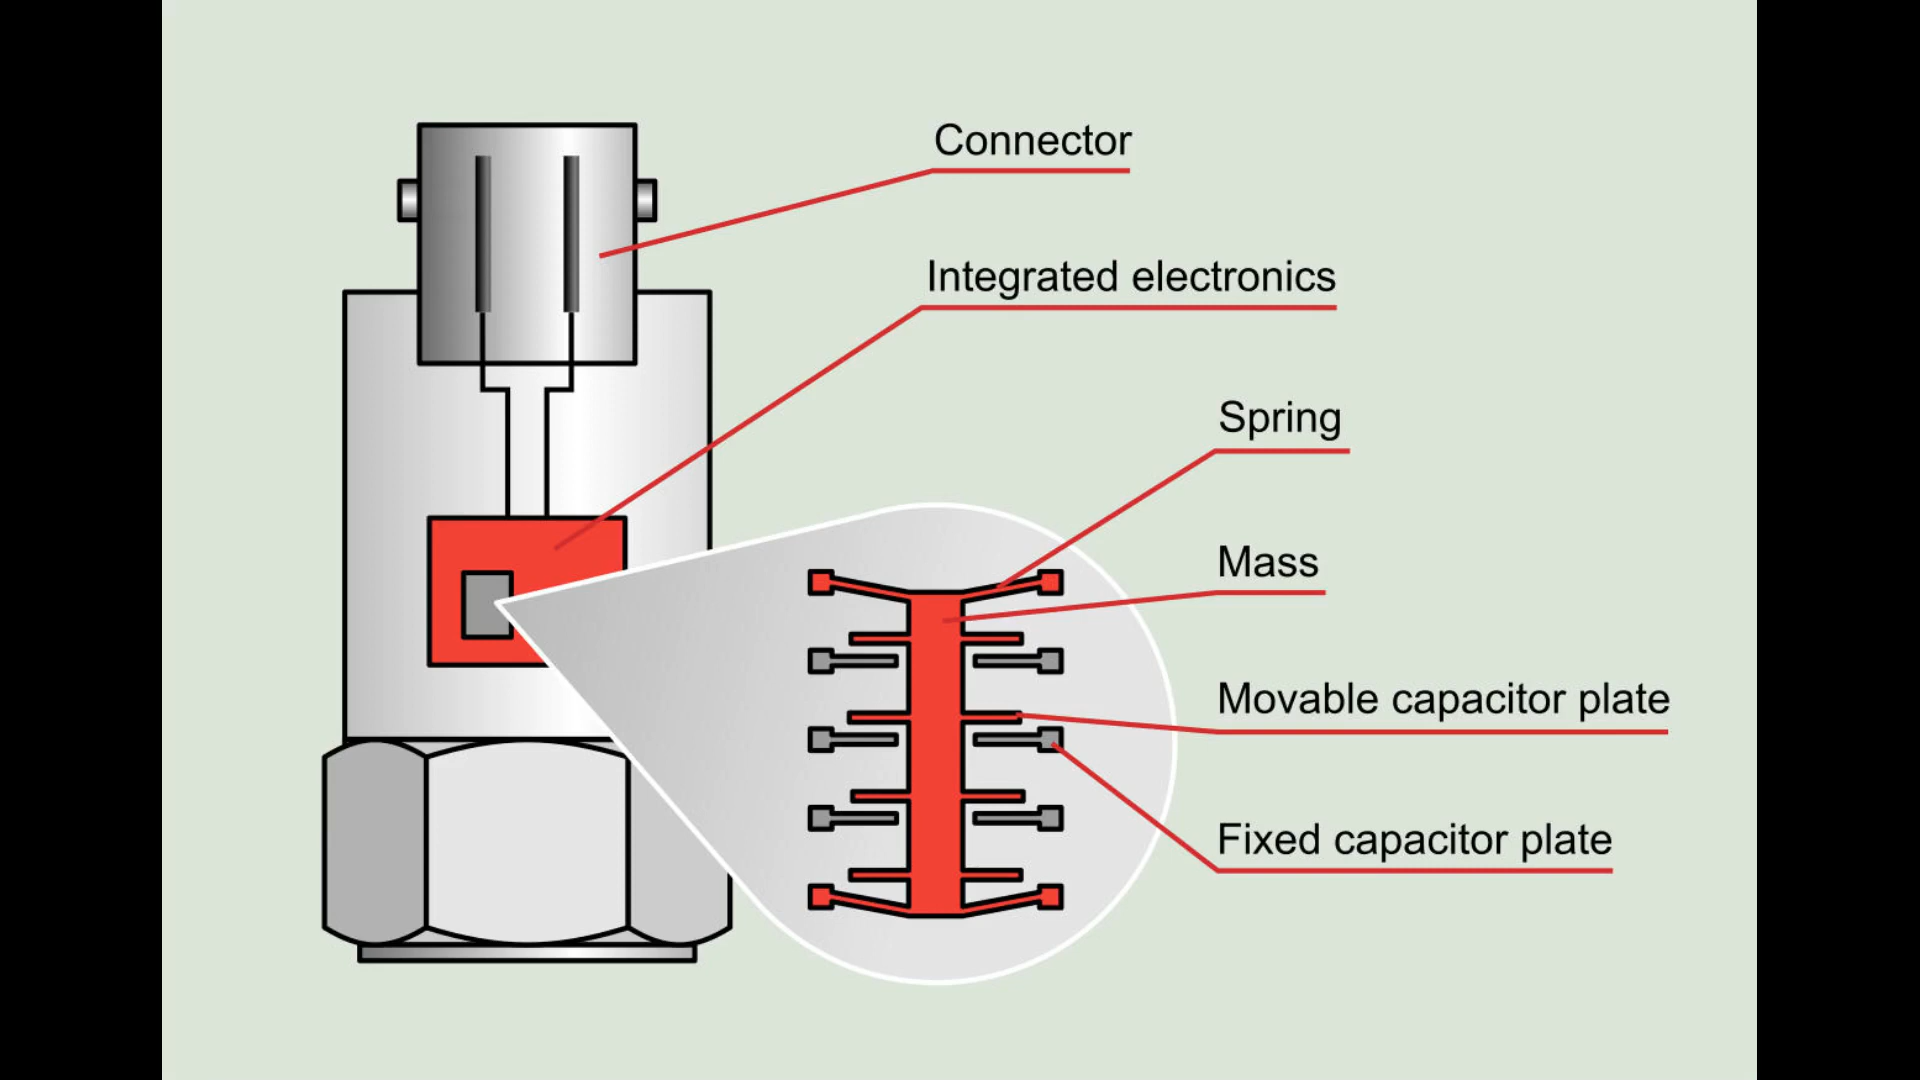 Connector
Integrated electronics
Spring
Mass
Movable capacitor plate
Fixed capacitor plate